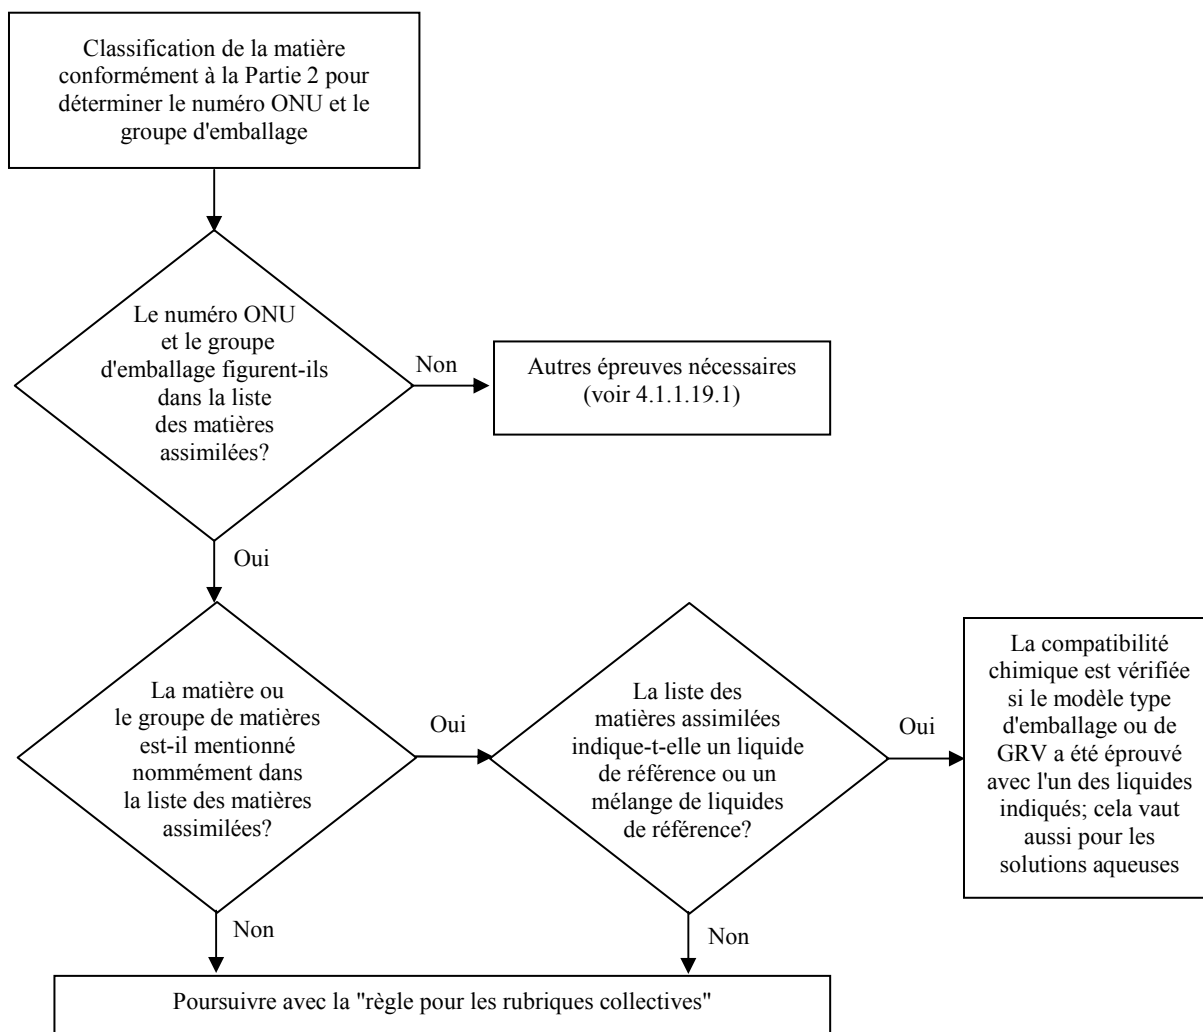 Classification de la matière
conformément à la Partie 2 pour
déterminer le numéro ONU et le
groupe d'emballage
Le numéro ONU
et le groupe
d'emballage figurent-ils
dans la liste
des matières
assimilées?
Non
Autres épreuves nécessaires
(voir 4.1.1.19.1)
Oui
La matière ou
le groupe de matières
est-il mentionné
nommément dans
la liste des matières
assimilées?
Oui
La liste des
matières assimilées
indique-t-elle un liquide
de référence ou un
mélange de liquides
de référence?
Oui
La compatibilité
chimique est vérifiée
si le modèle type
d'emballage ou de
GRV a été éprouvé
avec l'un des liquides
indiqués; cela vaut
aussi pour les
solutions aqueuses
Non
Non
Poursuivre avec la "règle pour les rubriques collectives"